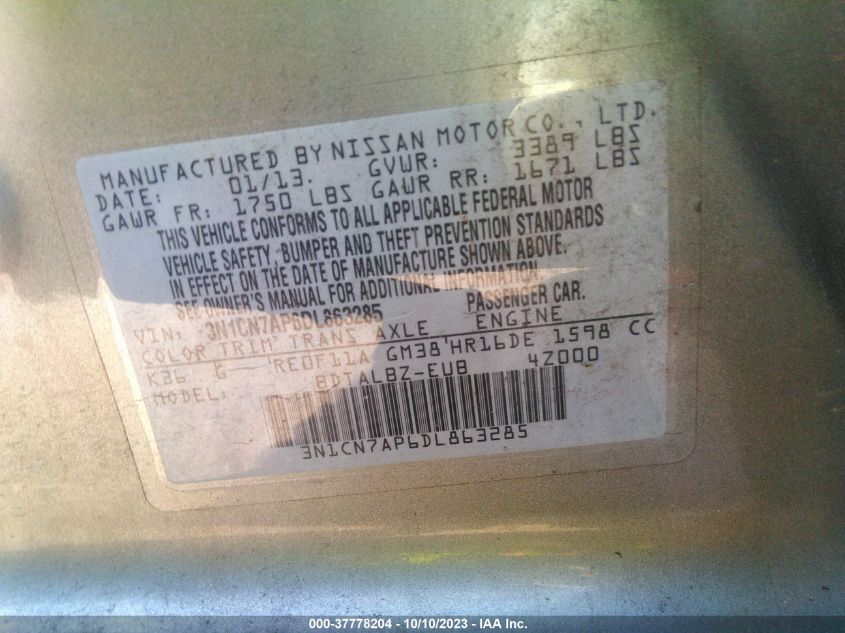 MANUFACTURED BY NISSAN MOTOR CO., LTD.
DATE: 01/13. GVWR: 3389 LBS
GAWR FR: 1750 LBS GAWR RR: 1671 LBS
THIS VEHICLE CONFORMS TO ALL APPLICABLE FEDERAL MOTOR
VEHICLE SAFETY, BUMPER AND THEFT PREVENTION STANDARDS
IN EFFECT ON THE DATE OF MANUFACTURE SHOWN ABOVE.
SEE OWNER'S MANUAL FOR ADDITIONAL INFORMATION.
VIN: 3N1CN7AP6DL863285 PASSENGER CAR.
COLOR TRIM TRANS AXLE ENGINE
K36 G RE0F11A GM38 HR16DE 1598 CC
MODEL: BDTALBZ-EUB 4Z000
3N1CN7AP6DL863285
000-37778204 - 10/10/2023 - IAA Inc.